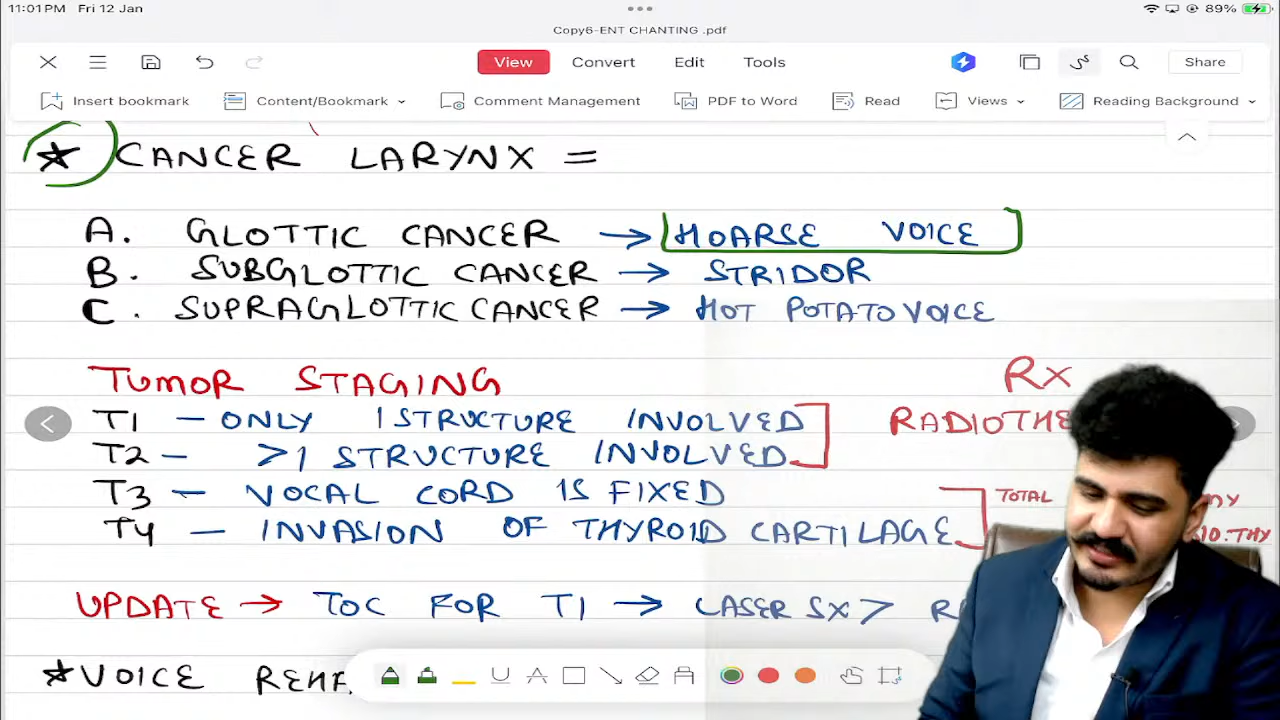 11:01PM Fri 12 Jan 89%
Copy6-ENT CHANTING .pdf
View Convert Edit Tools Share
Insert bookmark Content/Bookmark Comment Management PDF to Word Read Views Reading Background
★ CANCER LARYNX =
A. GLOTTIC CANCER → HOARSE VOICE
B. SUBGLOTTIC CANCER → STRIDOR
C. SUPRAGLOTTIC CANCER → HOT POTATO VOICE
TUMOR STAGING RX
T1 - ONLY 1 STRUCTURE INVOLVED
T2 - >1 STRUCTURE INVOLVED
T3 - VOCAL CORD IS FIXED TOTAL
T4 - INVASION OF THYROID CARTILAGE
UPDATE → TOC FOR T1 → LASER SX >
★ VOICE